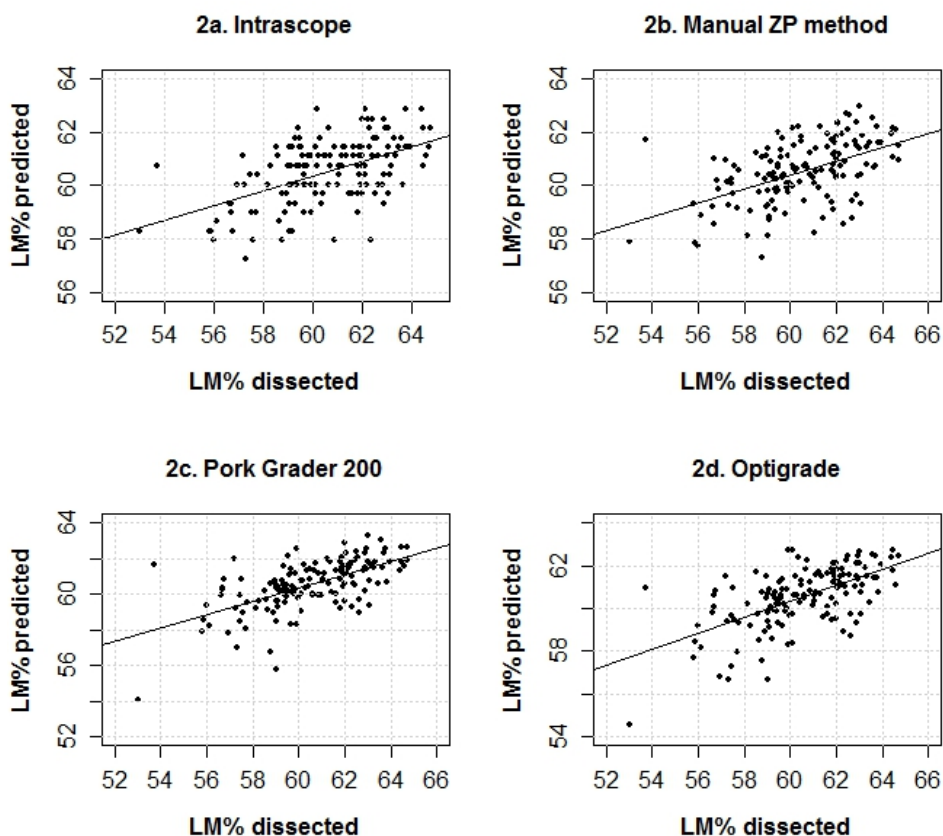 2a. Intrascope
LM% predicted
64
62
60
58
56
52 54 56 58 60 62 64
LM% dissected
2b. Manual ZP method
LM% predicted
64
62
60
58
56
52 54 56 58 60 62 64 66
LM% dissected
2c. Pork Grader 200
LM% predicted
64
60
56
52
52 54 56 58 60 62 64 66
LM% dissected
2d. Optigrade
LM% predicted
62
58
54
52 54 56 58 60 62 64 66
LM% dissected